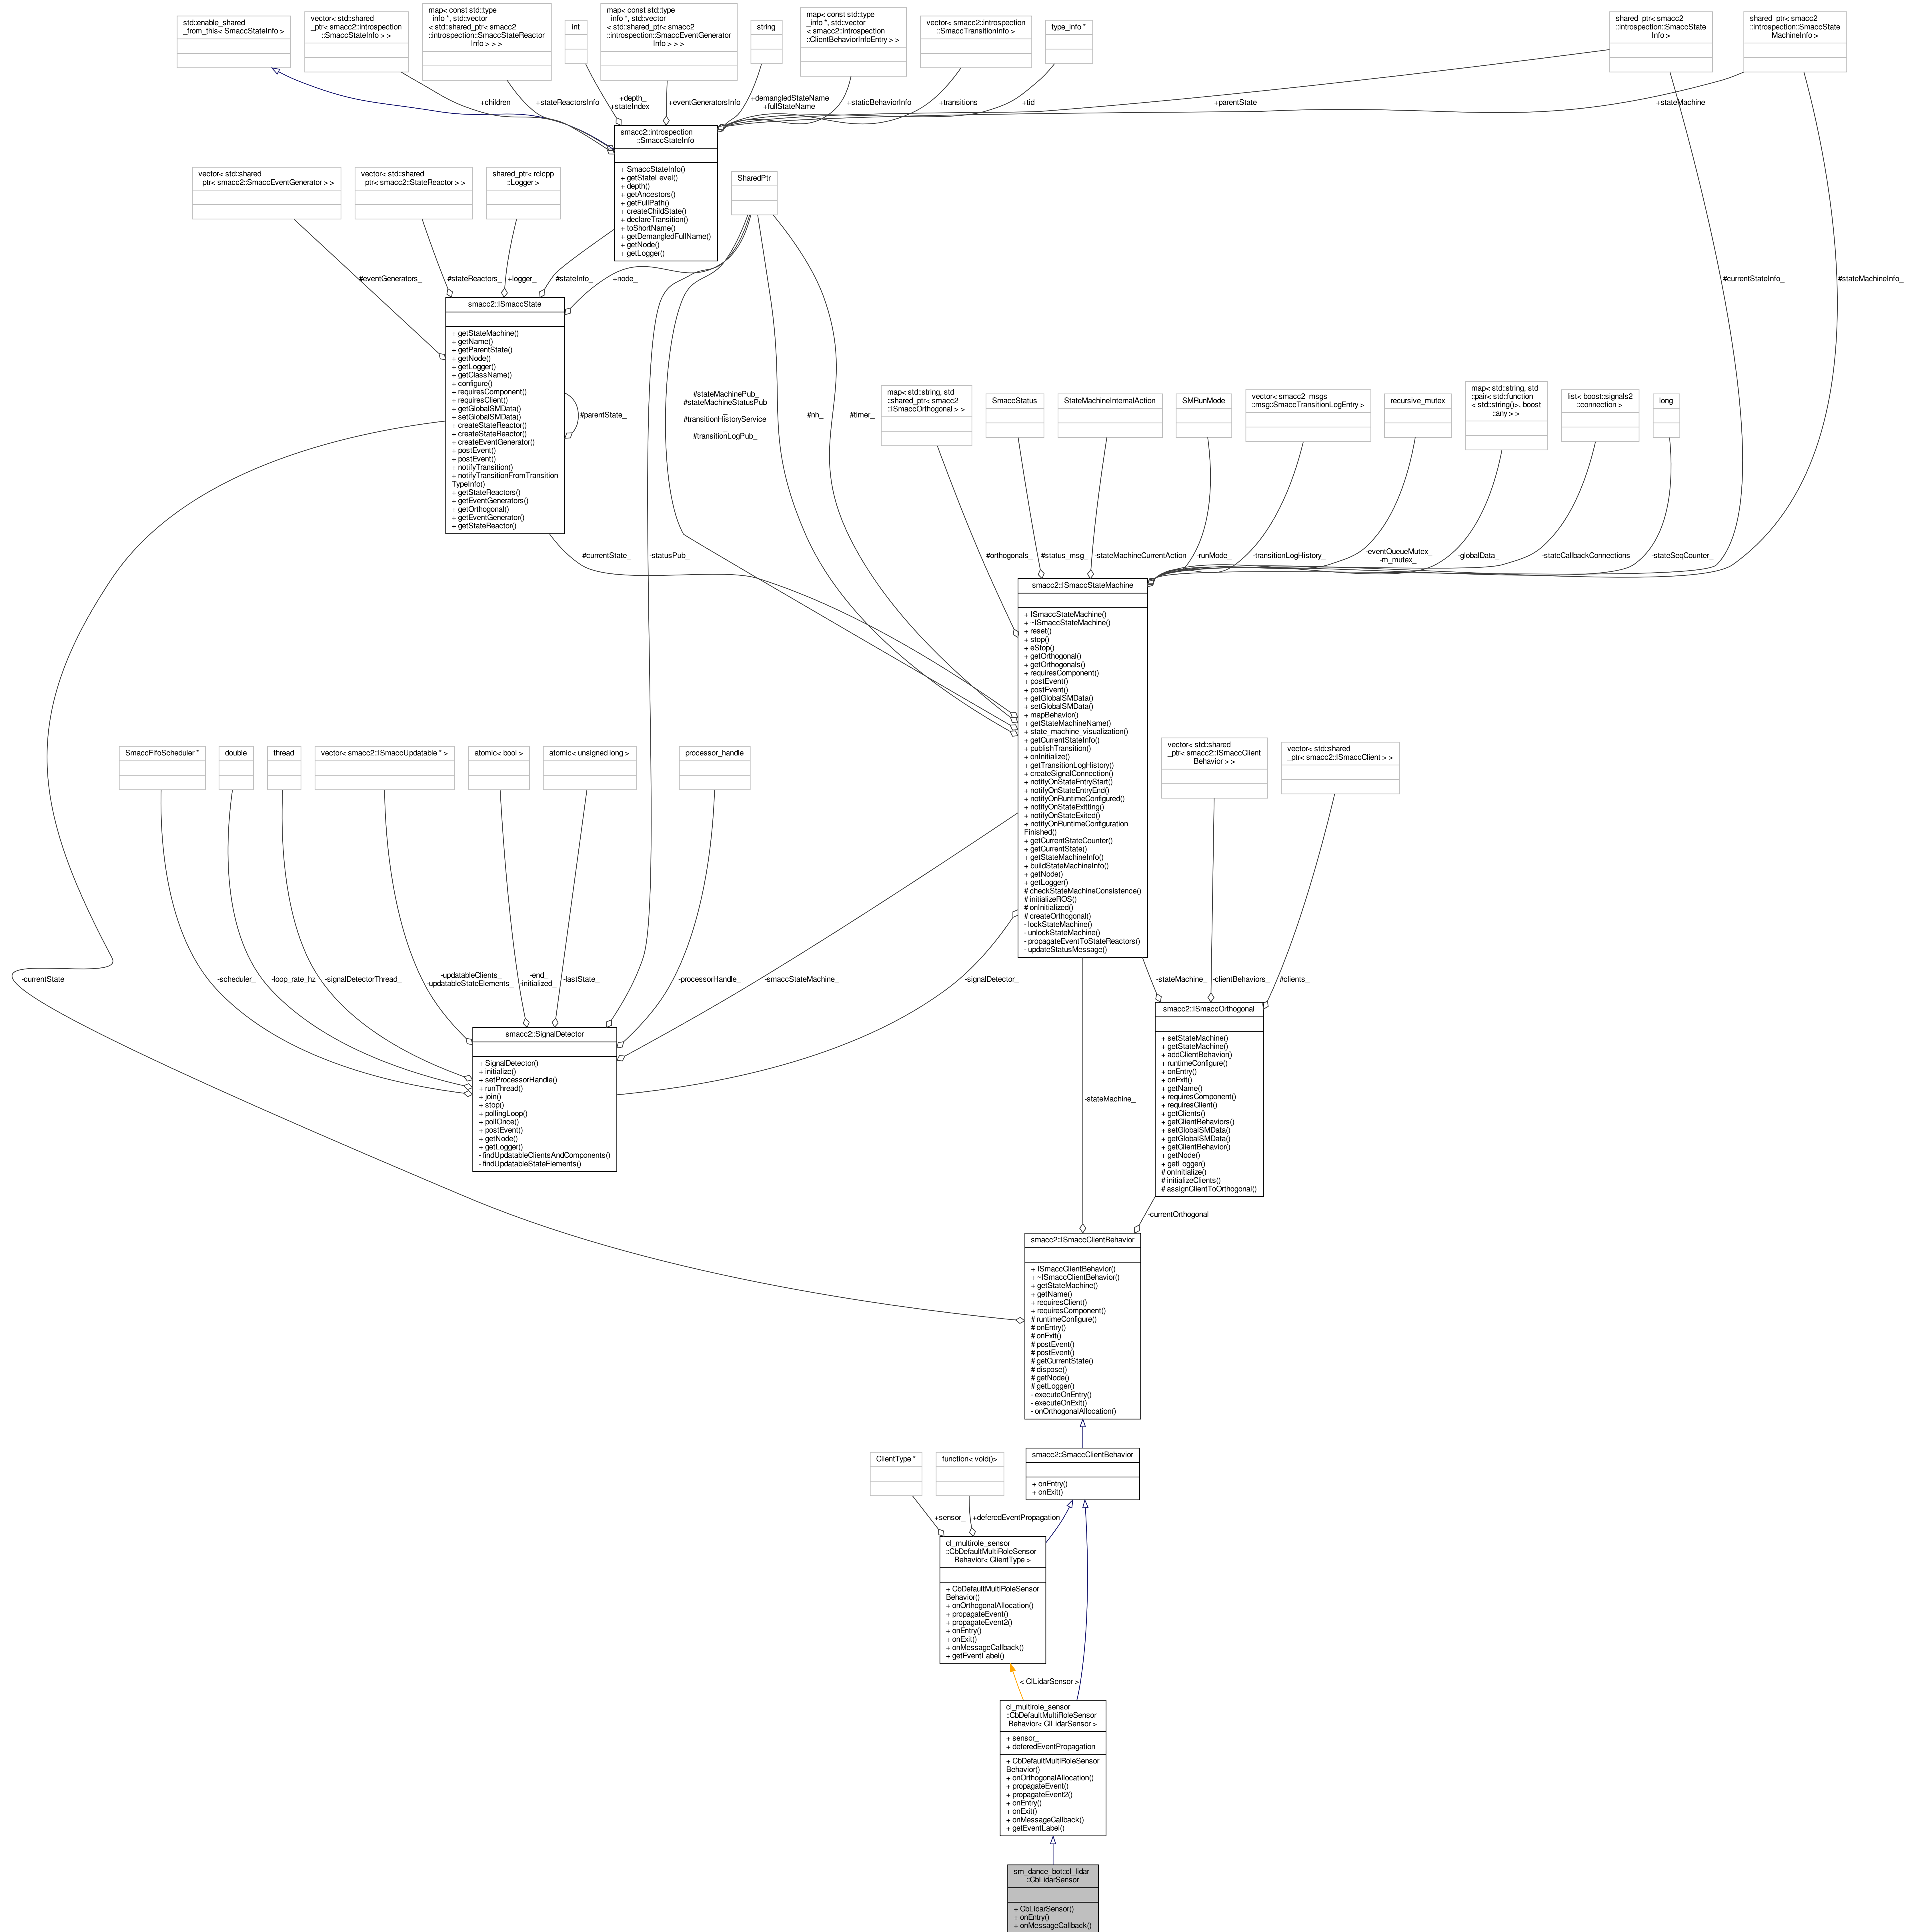 std::enable_shared
_from_this< SmaccStateInfo >
vector< std::shared
_ptr< smacc2::introspection
::SmaccStateInfo > >
map< const std::type
_info *, std::vector
< std::shared_ptr< smacc2
::introspection::SmaccStateReactor
Info > > >
int
map< const std::type
_info *, std::vector
< std::shared_ptr< smacc2
::introspection::SmaccEventGenerator
Info > > >
string
map< const std::type
_info *, std::vector
< smacc2::introspection
::ClientBehaviorInfoEntry > >
vector< smacc2::introspection
::SmaccTransitionInfo >
type_info *
shared_ptr< smacc2
::introspection::SmaccState
Info >
shared_ptr< smacc2
::introspection::SmaccState
MachineInfo >
+children_
+stateReactorsInfo
+depth_
+stateIndex_
+eventGeneratorsInfo
+demangledStateName
+fullStateName
+staticBehaviorInfo
+transitions_
+tid_
+parentState_
+stateMachine_
smacc2::introspection
::SmaccStateInfo
+ SmaccStateInfo()
+ getStateLevel()
+ depth()
+ getAncestors()
+ getFullPath()
+ createChildState()
+ declareTransition()
+ toShortName()
+ getDemangledFullName()
+ getNode()
+ getLogger()
vector< std::shared
_ptr< smacc2::SmaccEventGenerator > >
vector< std::shared
_ptr< smacc2::StateReactor > >
shared_ptr< rclcpp
::Logger >
SharedPtr
#eventGenerators_
#stateReactors_
+logger_
#stateInfo_
+node_
#currentStateInfo_
#stateMachineInfo_
smacc2::ISmaccState
+ getStateMachine()
+ getName()
+ getParentState()
+ getNode()
+ getLogger()
+ getClassName()
+ configure()
+ requiresComponent()
+ requiresClient()
+ getGlobalSMData()
+ setGlobalSMData()
+ createStateReactor()
+ createStateReactor()
+ createEventGenerator()
+ postEvent()
+ postEvent()
+ notifyTransition()
+ notifyTransitionFromTransition
TypeInfo()
+ getStateReactors()
+ getEventGenerators()
+ getOrthogonal()
+ getEventGenerator()
+ getStateReactor()
#parentState_
#stateMachinePub_
#stateMachineStatusPub
_
#transitionHistoryService
_
#transitionLogPub_
#nh_
#timer_
map< std::string, std
::shared_ptr< smacc2
::ISmaccOrthogonal > >
SmaccStatus
StateMachineInternalAction
SMRunMode
vector< smacc2_msgs
::msg::SmaccTransitionLogEntry >
recursive_mutex
map< std::string, std
::pair< std::function
< std::string()>, boost
::any > >
list< boost::signals2
::connection >
long
#currentState_
-statusPub_
#orthogonals_
#status_msg_
-stateMachineCurrentAction
-runMode_
-transitionLogHistory_
-eventQueueMutex_
-m_mutex_
-globalData_
-stateCallbackConnections
-stateSeqCounter_
smacc2::ISmaccStateMachine
+ ISmaccStateMachine()
+ ~ISmaccStateMachine()
+ reset()
+ stop()
+ eStop()
+ getOrthogonal()
+ getOrthogonals()
+ requiresComponent()
+ postEvent()
+ postEvent()
+ getGlobalSMData()
+ setGlobalSMData()
+ mapBehavior()
+ getStateMachineName()
+ state_machine_visualization()
+ getCurrentStateInfo()
+ publishTransition()
+ onInitialize()
+ getTransitionLogHistory()
+ createSignalConnection()
+ notifyOnStateEntryStart()
+ notifyOnStateEntryEnd()
+ notifyOnRuntimeConfigured()
+ notifyOnStateExitting()
+ notifyOnStateExited()
+ notifyOnRuntimeConfiguration
Finished()
+ getCurrentStateCounter()
+ getCurrentState()
+ getStateMachineInfo()
+ buildStateMachineInfo()
+ getNode()
+ getLogger()
# checkStateMachineConsistence()
# initializeROS()
# onInitialized()
# createOrthogonal()
- lockStateMachine()
- unlockStateMachine()
- propagateEventToStateReactors()
- updateStatusMessage()
SmaccFifoScheduler *
double
thread
vector< smacc2::ISmaccUpdatable * >
atomic< bool >
atomic< unsigned long >
processor_handle
vector< std::shared
_ptr< smacc2::ISmaccClient
Behavior > >
vector< std::shared
_ptr< smacc2::ISmaccClient > >
-currentState
-scheduler_
-loop_rate_hz
-signalDetectorThread_
-updatableClients_
-updatableStateElements_
-end_
-initialized_
-lastState_
-processorHandle_
-smaccStateMachine_
-signalDetector_
-stateMachine_
-clientBehaviors_
#clients_
smacc2::SignalDetector
+ SignalDetector()
+ initialize()
+ setProcessorHandle()
+ runThread()
+ join()
+ stop()
+ pollingLoop()
+ pollOnce()
+ postEvent()
+ getNode()
+ getLogger()
- findUpdatableClientsAndComponents()
- findUpdatableStateElements()
smacc2::ISmaccOrthogonal
+ setStateMachine()
+ getStateMachine()
+ addClientBehavior()
+ runtimeConfigure()
+ onEntry()
+ onExit()
+ getName()
+ requiresComponent()
+ requiresClient()
+ getClients()
+ getClientBehaviors()
+ setGlobalSMData()
+ getGlobalSMData()
+ getClientBehavior()
+ getNode()
+ getLogger()
# onInitialize()
# initializeClients()
# assignClientToOrthogonal()
-stateMachine_
-currentOrthogonal
smacc2::ISmaccClientBehavior
+ ISmaccClientBehavior()
+ ~ISmaccClientBehavior()
+ getStateMachine()
+ getName()
+ requiresClient()
+ requiresComponent()
# runtimeConfigure()
# onEntry()
# onExit()
# postEvent()
# postEvent()
# getCurrentState()
# dispose()
# getNode()
# getLogger()
- executeOnEntry()
- executeOnExit()
- onOrthogonalAllocation()
ClientType *
function< void()>
smacc2::SmaccClientBehavior
+ onEntry()
+ onExit()
+sensor_
+deferedEventPropagation
cl_multirole_sensor
::CbDefaultMultiRoleSensor
Behavior< ClientType >
+ CbDefaultMultiRoleSensor
Behavior()
+ onOrthogonalAllocation()
+ propagateEvent()
+ propagateEvent2()
+ onEntry()
+ onExit()
+ onMessageCallback()
+ getEventLabel()
< ClLidarSensor >
cl_multirole_sensor
::CbDefaultMultiRoleSensor
Behavior< ClLidarSensor >
+ sensor_
+ deferedEventPropagation
+ CbDefaultMultiRoleSensor
Behavior()
+ onOrthogonalAllocation()
+ propagateEvent()
+ propagateEvent2()
+ onEntry()
+ onExit()
+ onMessageCallback()
+ getEventLabel()
sm_dance_bot::cl_lidar
::CbLidarSensor
+ CbLidarSensor()
+ onEntry()
+ onMessageCallback()